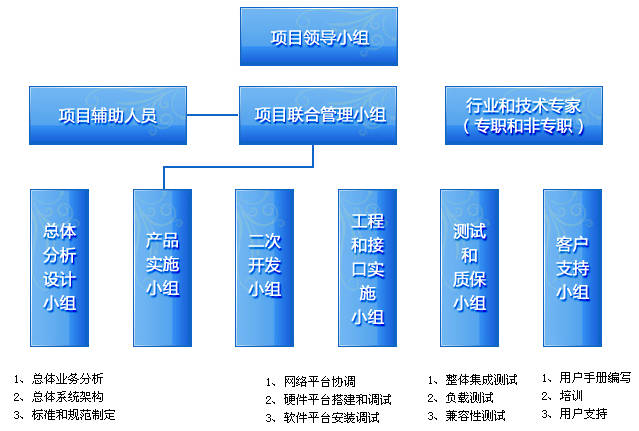 项目领导小组
项目辅助人员
项目联合管理小组
行业和技术专家
（专职和非专职）
总体
分析
设计
小组
产品
实施
小组
二次
开发
小组
工程
和接
口实
施
小组
测试
和
质保
小组
客户
支持
小组
1、总体业务分析
2、总体系统架构
3、标准和规范制定
1、网络平台协调
2、硬件平台搭建和调试
3、软件平台安装调试
1、整体集成测试
2、负载测试
3、兼容性测试
1、用户手册编写
2、培训
3、用户支持